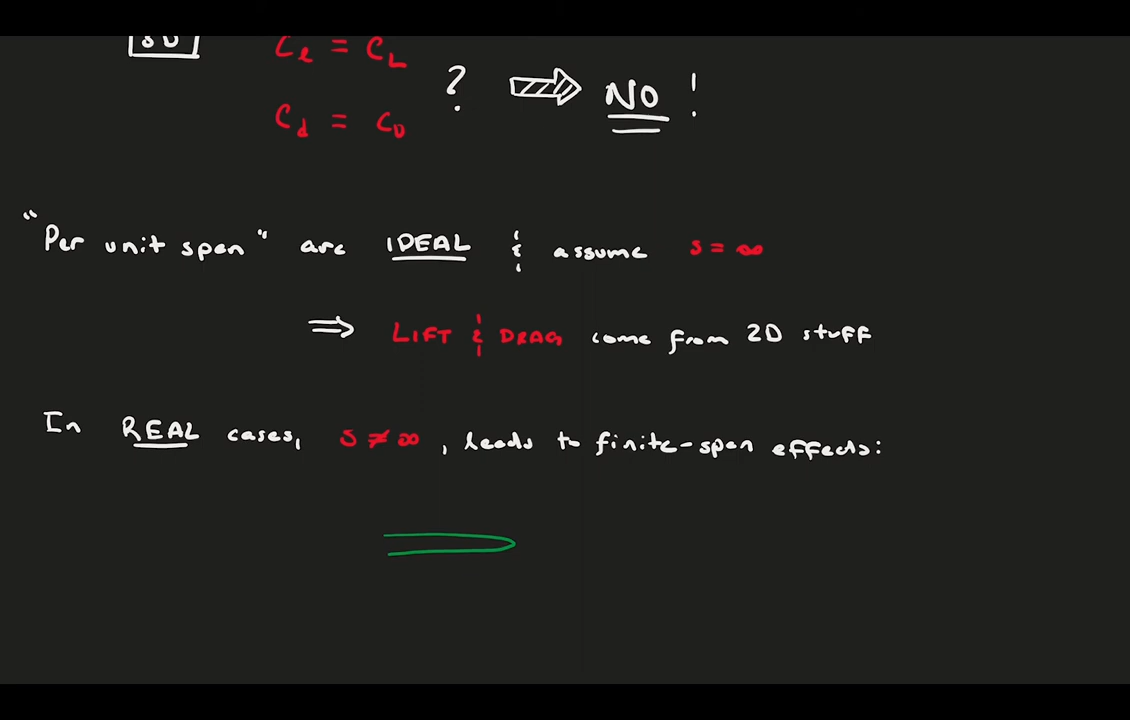 3D
Cℓ = CL
? ⇒ NO !
Cd = CD
"Per unit span" are IDEAL & assume s = ∞
⇒ LIFT & DRAG come from 2D stuff
In REAL cases, s ≠ ∞, leads to finite-span effects: